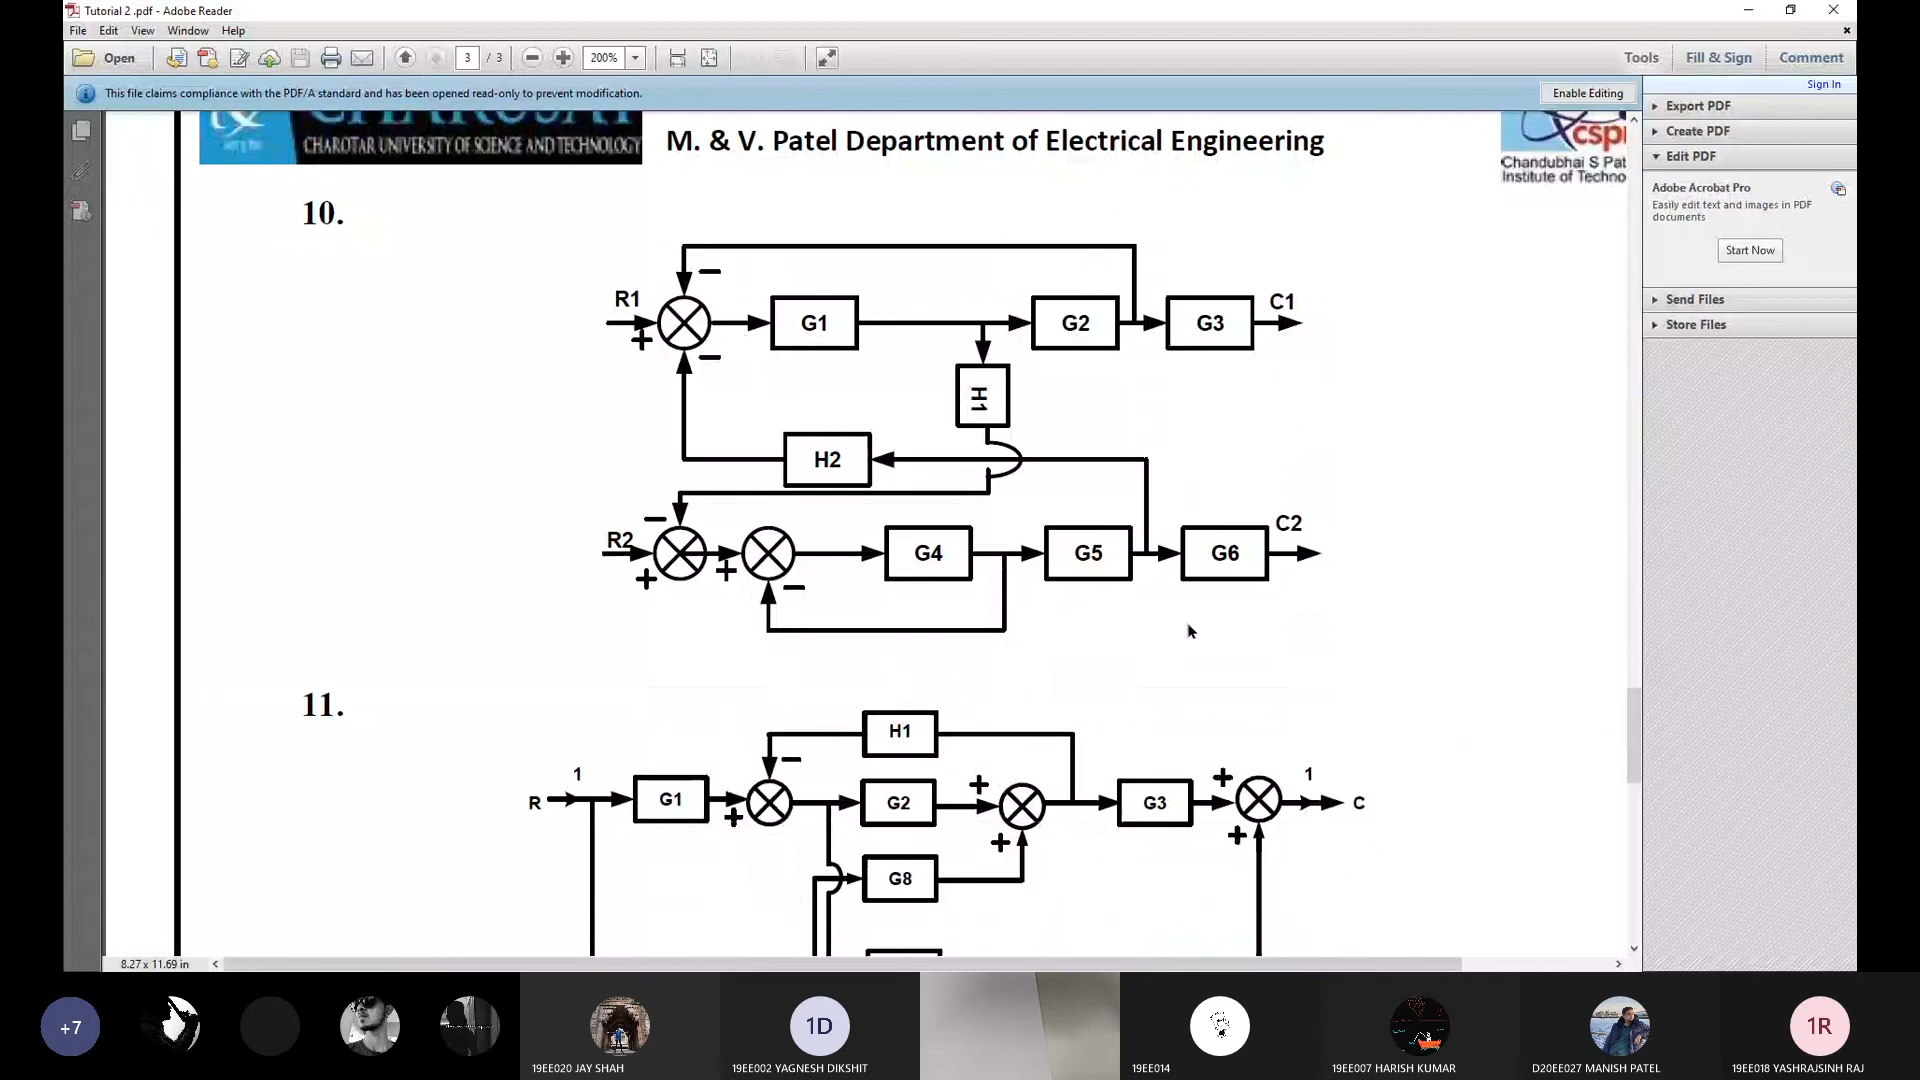 Tutorial 2 .pdf - Adobe Reader
File Edit View Window Help
Open 3 / 3 200% Tools Fill & Sign Comment
This file claims compliance with the PDF/A standard and has been opened read-only to prevent modification. Enable Editing
Sign In
Export PDF
Create PDF
Edit PDF
Adobe Acrobat Pro
Easily edit text and images in PDF
documents
Start Now
Send Files
Store Files
CHAROTAR UNIVERSITY OF SCIENCE AND TECHNOLOGY
M. & V. Patel Department of Electrical Engineering
cspi
Chandubhai S Pat
Institute of Techno
10.
−
R1 G1 G2 G3 C1
+
−
H1
H2
−
R2 G4 G5 G6 C2
+ +
−
11.
H1
−
1 + + 1
R G1 G2 G3 C
+
+ +
G8
8.27 x 11.69 in
+7
1D
1R
19EE020 JAY SHAH
19EE002 YAGNESH DIKSHIT
19EE014
19EE007 HARISH KUMAR
D20EE027 MANISH PATEL
19EE018 YASHRAJSINH RAJ